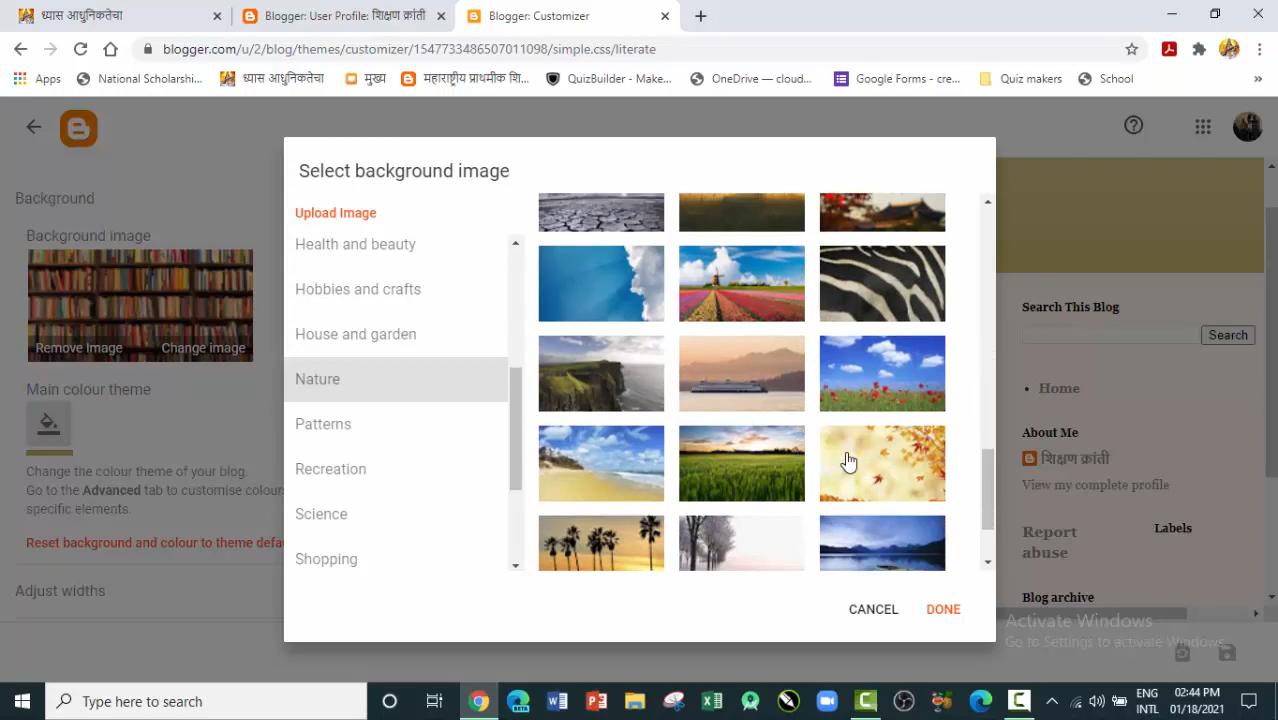 ध्यास आधुनिकतेचा
Blogger: User Profile: शिक्षण क्रांती
Blogger: Customizer
blogger.com/u/2/blog/themes/customizer/1547733486507011098/simple.css/literate
Apps
National Scholarshi...
ध्यास आधुनिकतेचा
मुख्य
महाराष्ट्रीय प्राथमीक शि...
QuizBuilder - Make...
OneDrive — cloud...
Google Forms - cre...
Quiz makers
School
»
Select background image
Background
Upload Image
Background image
Health and beauty
Hobbies and crafts
House and garden
Nature
Patterns
Recreation
Science
Shopping
Remove Image
Change image
Main colour theme
Change the colour theme of your blog.
Go to the Advanced tab to customise colours
specific elements.
Reset background and colour to theme defa
Adjust widths
CANCEL
DONE
Search This Blog
Search
Home
About Me
शिक्षण क्रांती
View my complete profile
Report
abuse
Labels
Blog archive
Activate Windows
Go to Settings to activate Windows.
Type here to search
BETA
ENG
INTL
02:44 PM
01/18/2021